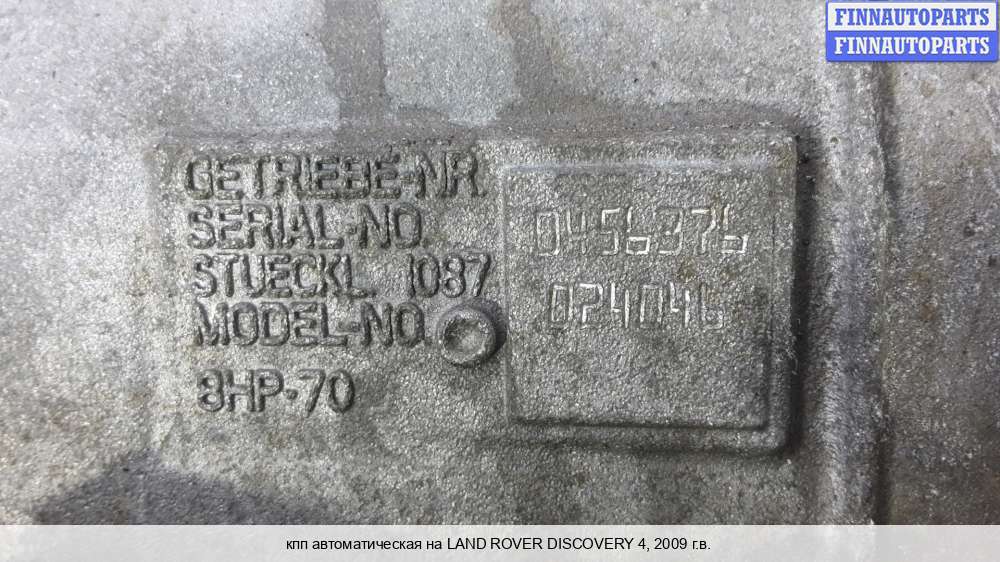 FINNAUTOPARTS
FINNAUTOPARTS
GETRIEBE-NR.
SERIAL-NO. 0456376
STUECKL. 1087
MODEL-NO. 024046
8HP-70
кпп автоматическая на LAND ROVER DISCOVERY 4, 2009 г.в.